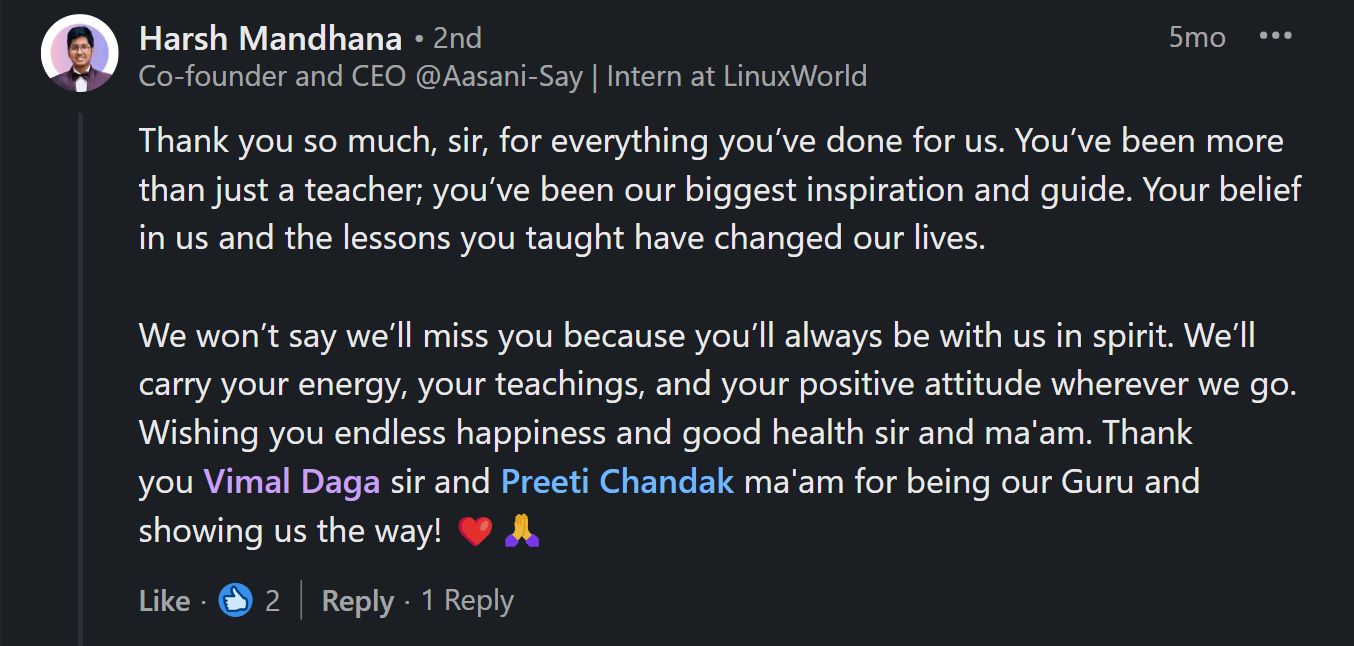 Harsh Mandhana • 2nd
5mo •••
Co-founder and CEO @Aasani-Say | Intern at LinuxWorld
Thank you so much, sir, for everything you’ve done for us. You’ve been more
than just a teacher; you’ve been our biggest inspiration and guide. Your belief
in us and the lessons you taught have changed our lives.
We won’t say we’ll miss you because you’ll always be with us in spirit. We’ll
carry your energy, your teachings, and your positive attitude wherever we go.
Wishing you endless happiness and good health sir and ma'am. Thank
you Vimal Daga sir and Preeti Chandak ma'am for being our Guru and
showing us the way! ❤️ 🙏
Like · 2 | Reply · 1 Reply